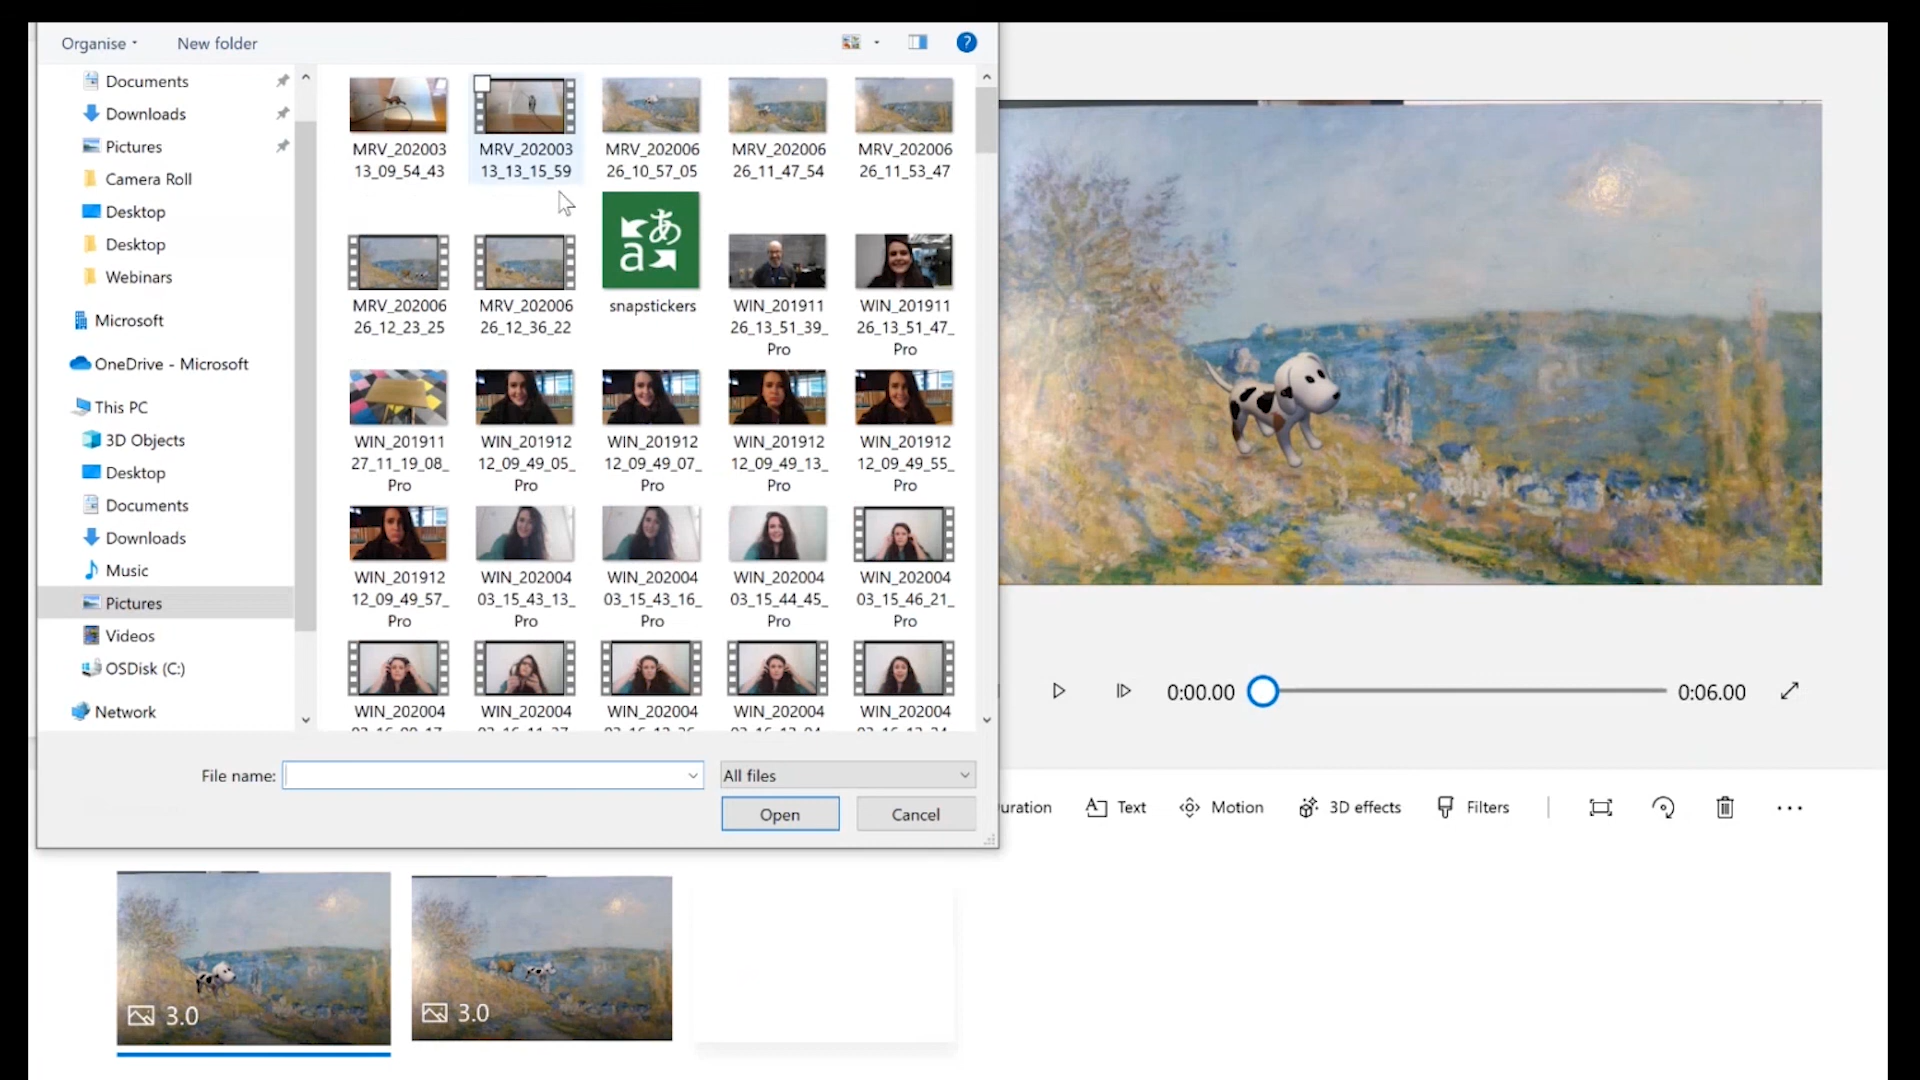 Organise
New folder
?
Documents
Downloads
Pictures
Camera Roll
Desktop
Desktop
Webinars
Microsoft
OneDrive - Microsoft
This PC
3D Objects
Desktop
Documents
Downloads
Music
Pictures
Videos
OSDisk (C:)
Network
MRV_202003
13_09_54_43
MRV_202003
13_13_15_59
MRV_202006
26_10_57_05
MRV_202006
26_11_47_54
MRV_202006
26_11_53_47
MRV_202006
26_12_23_25
MRV_202006
26_12_36_22
あ
a
snapstickers
WIN_201911
26_13_51_39_
Pro
WIN_201911
26_13_51_47_
Pro
WIN_201911
27_11_19_08_
Pro
WIN_201912
12_09_49_05_
Pro
WIN_201912
12_09_49_07_
Pro
WIN_201912
12_09_49_13_
Pro
WIN_201912
12_09_49_55_
Pro
WIN_201912
12_09_49_57_
Pro
WIN_202004
03_15_43_13_
Pro
WIN_202004
03_15_43_16_
Pro
WIN_202004
03_15_44_45_
Pro
WIN_202004
03_15_46_21_
Pro
WIN_202004
WIN_202004
WIN_202004
WIN_202004
WIN_202004
File name:
All files
Open
Cancel
0:00.00
0:06.00
uration
Text
Motion
3D effects
Filters
3.0
3.0